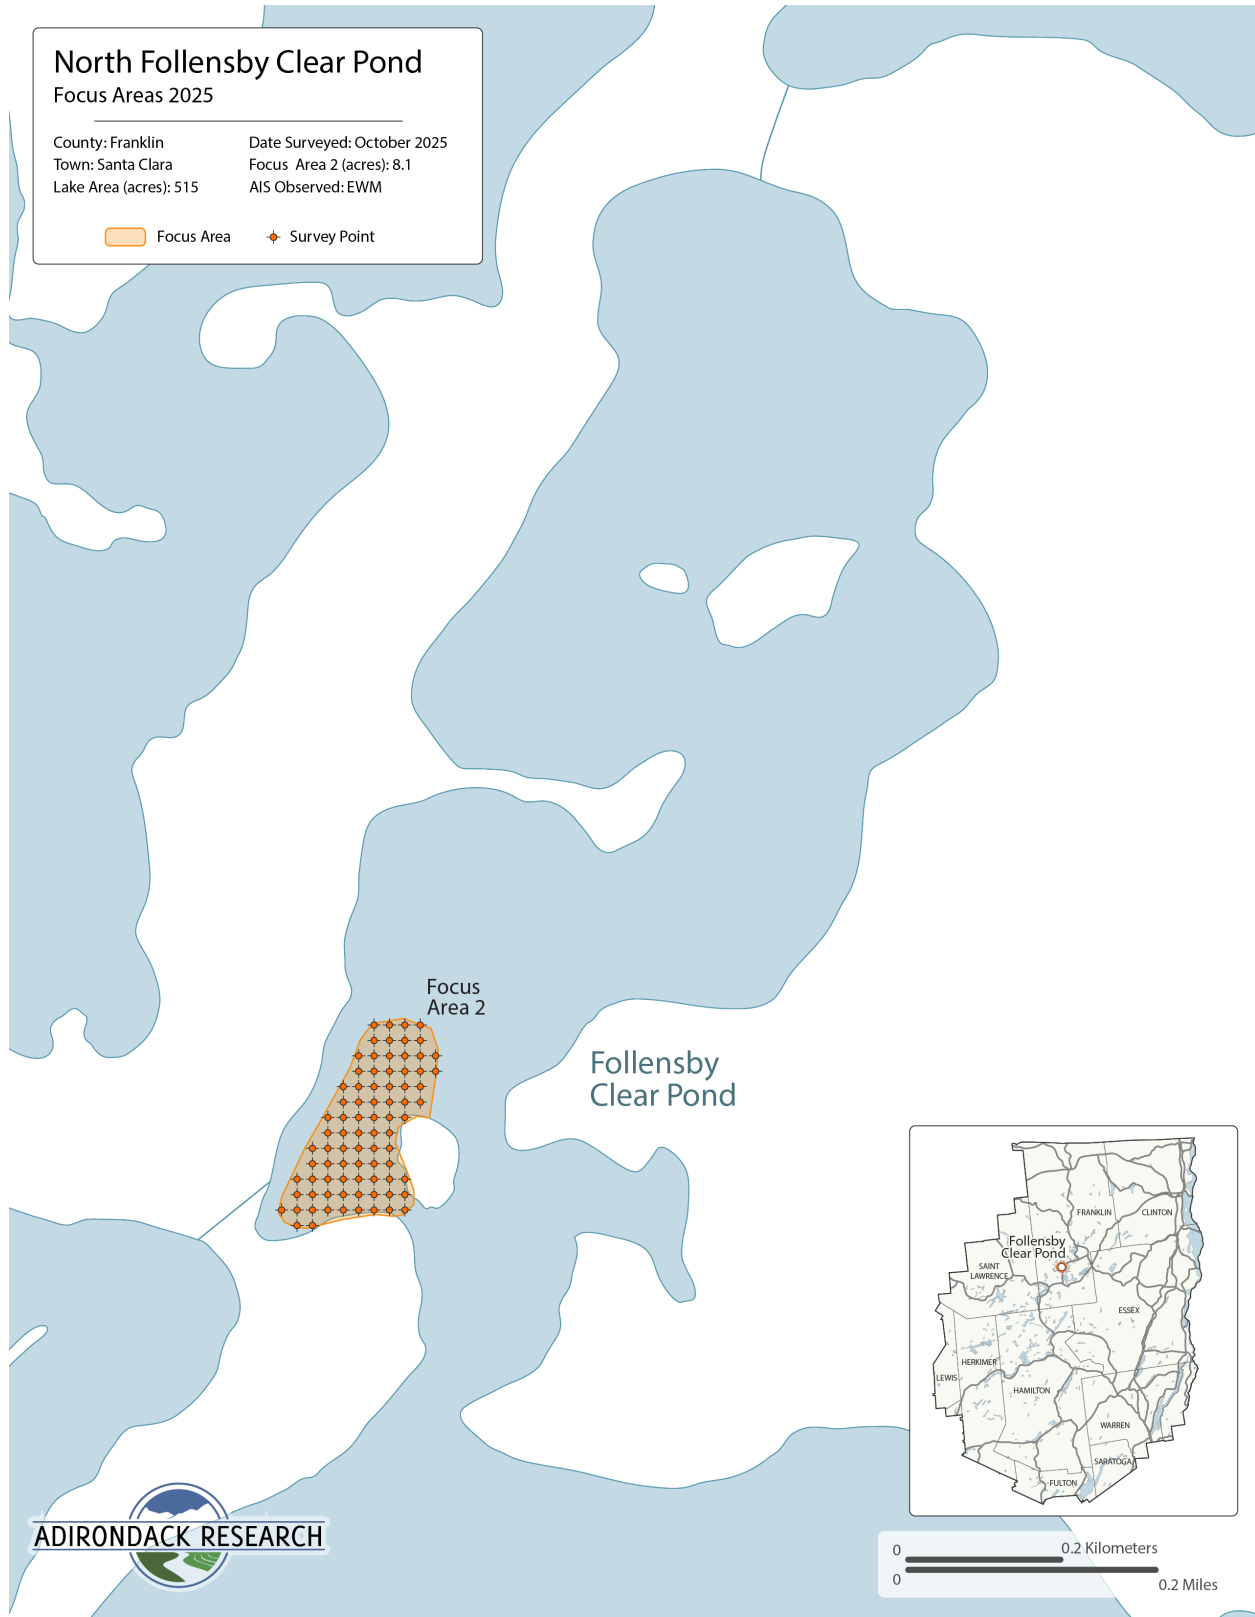 North Follensby Clear Pond
Focus Areas 2025
County: Franklin
Date Surveyed: October 2025
Town: Santa Clara
Focus Area 2 (acres): 8.1
Lake Area (acres): 515
AIS Observed: EWM
Focus Area
Survey Point
Focus
Area 2
Follensby
Clear Pond
FRANKLIN
CLINTON
Follensby
Clear Pond
SAINT
LAWRENCE
ESSEX
HERKIMER
LEWIS
HAMILTON
WARREN
SARATOGA
FULTON
ADIRONDACK RESEARCH
0
0.2 Kilometers
0
0.2 Miles